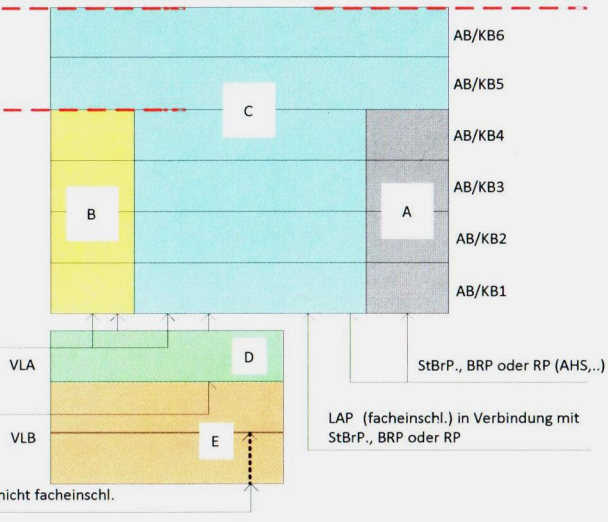 AB/KB6
AB/KB5
C
AB/KB4
AB/KB3
B
A
AB/KB2
AB/KB1
VLA
D
StBrP., BRP oder RP (AHS,..)
LAP (facheinschl.) in Verbindung mit
StBrP., BRP oder RP
VLB
E
nicht facheinschl.